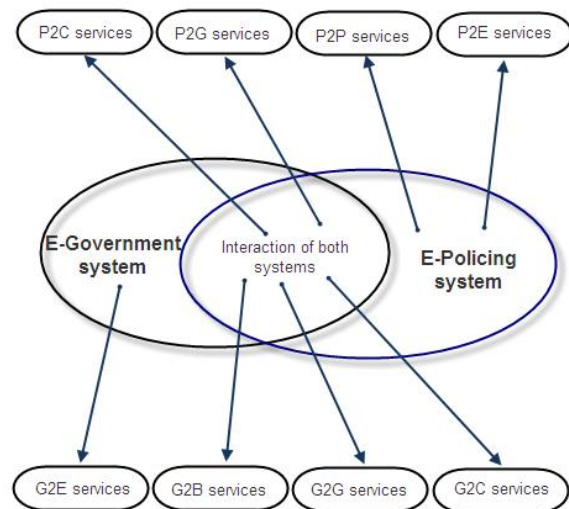 P2C services
P2G services
P2P services
P2E services
E-Government
system
Interaction of both
systems
E-Policing
system
G2E services
G2B services
G2G services
G2C services